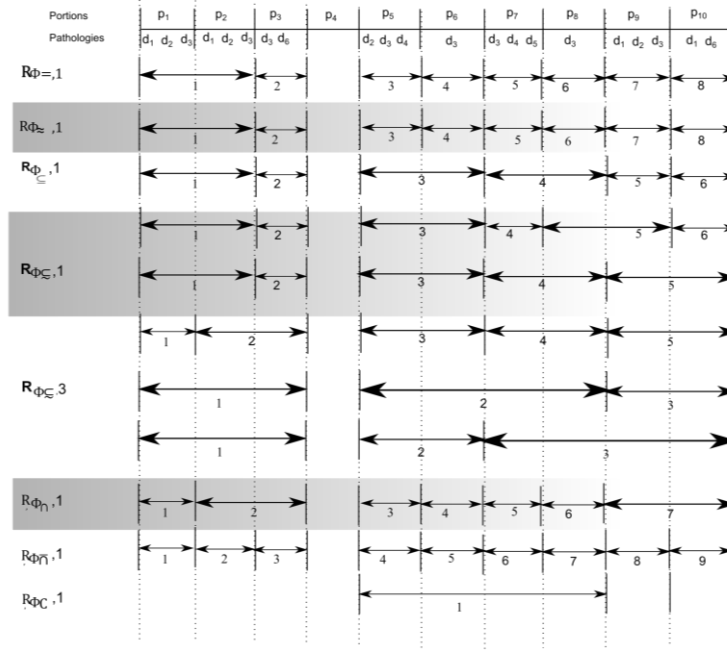 Portions p₁ p₂ p₃ p₄ p₅ p₆ p₇ p₈ p₉ p₁₀
Pathologies d₁ d₂ d₃ d₁ d₂ d₃ d₃ d₆ d₂ d₃ d₄ d₃ d₃ d₄ d₅ d₃ d₁ d₂ d₃ d₁ d₆
RΦ=,1 1 2 3 4 5 6 7 8
RΦ≈,1 1 2 3 4 5 6 7 8
RΦ⊆,1 1 2 3 4 5 6
1 2 3 4 5 6
RΦ⊊,1 1 2 3 4 5
1 2 3 4 5
RΦ⊊.3 1 2 3
1 2 3
RΦ∩,1 1 2 3 4 5 6 7
RΦ⊼,1 1 2 3 4 5 6 7 8 9
RΦC,1 1